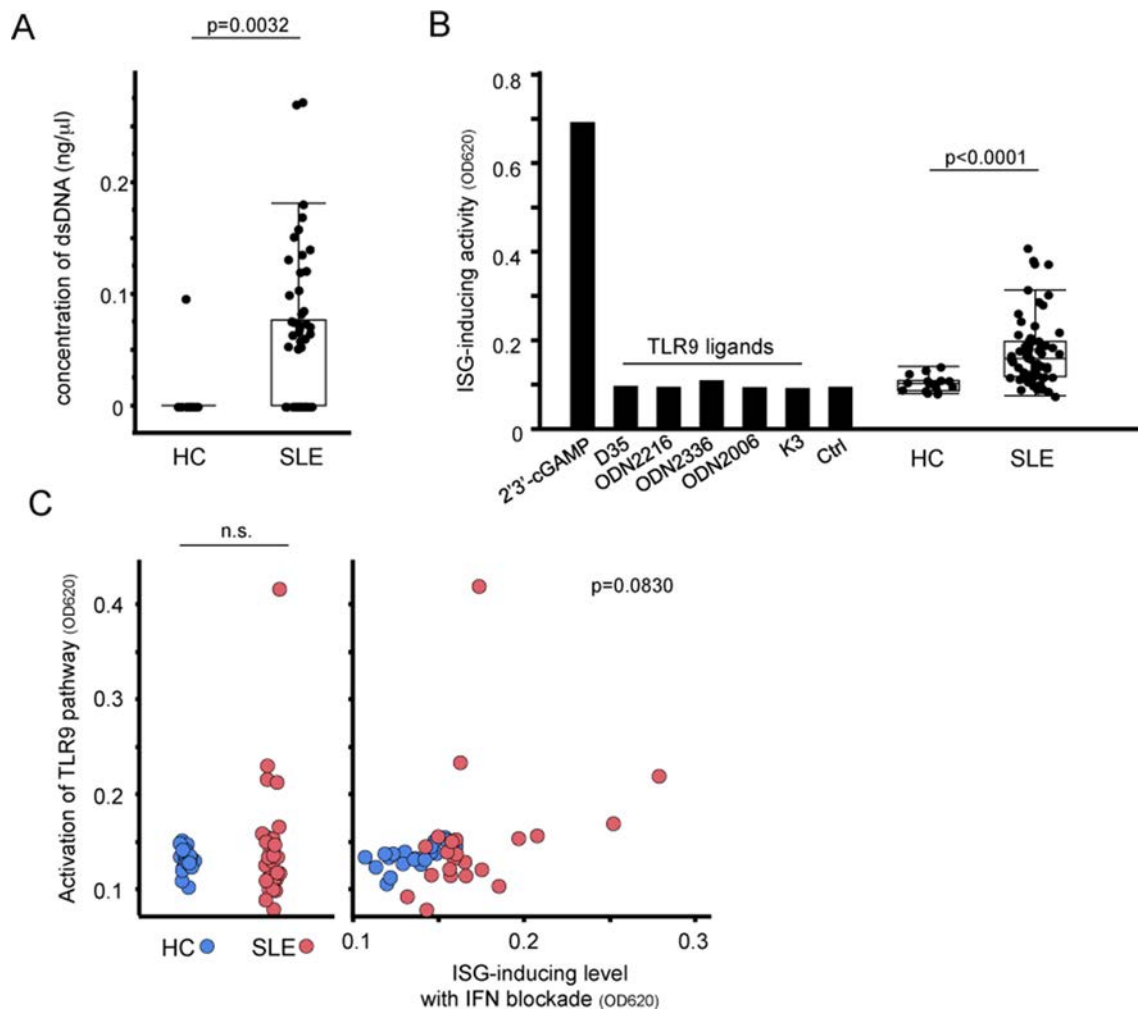 A
p=0.0032
concentration of dsDNA (ng/μl)
0.2
0.1
0
HC
SLE
B
ISG-inducing activity (OD620)
0.8
0.6
0.4
0.2
0
p<0.0001
TLR9 ligands
2'3'-cGAMP
D35
ODN2216
ODN2336
ODN2006
K3
Ctrl
HC
SLE
C
n.s.
Activation of TLR9 pathway (OD620)
0.4
0.3
0.2
0.1
HC
SLE
p=0.0830
0.1
0.2
0.3
ISG-inducing level
with IFN blockade (OD620)